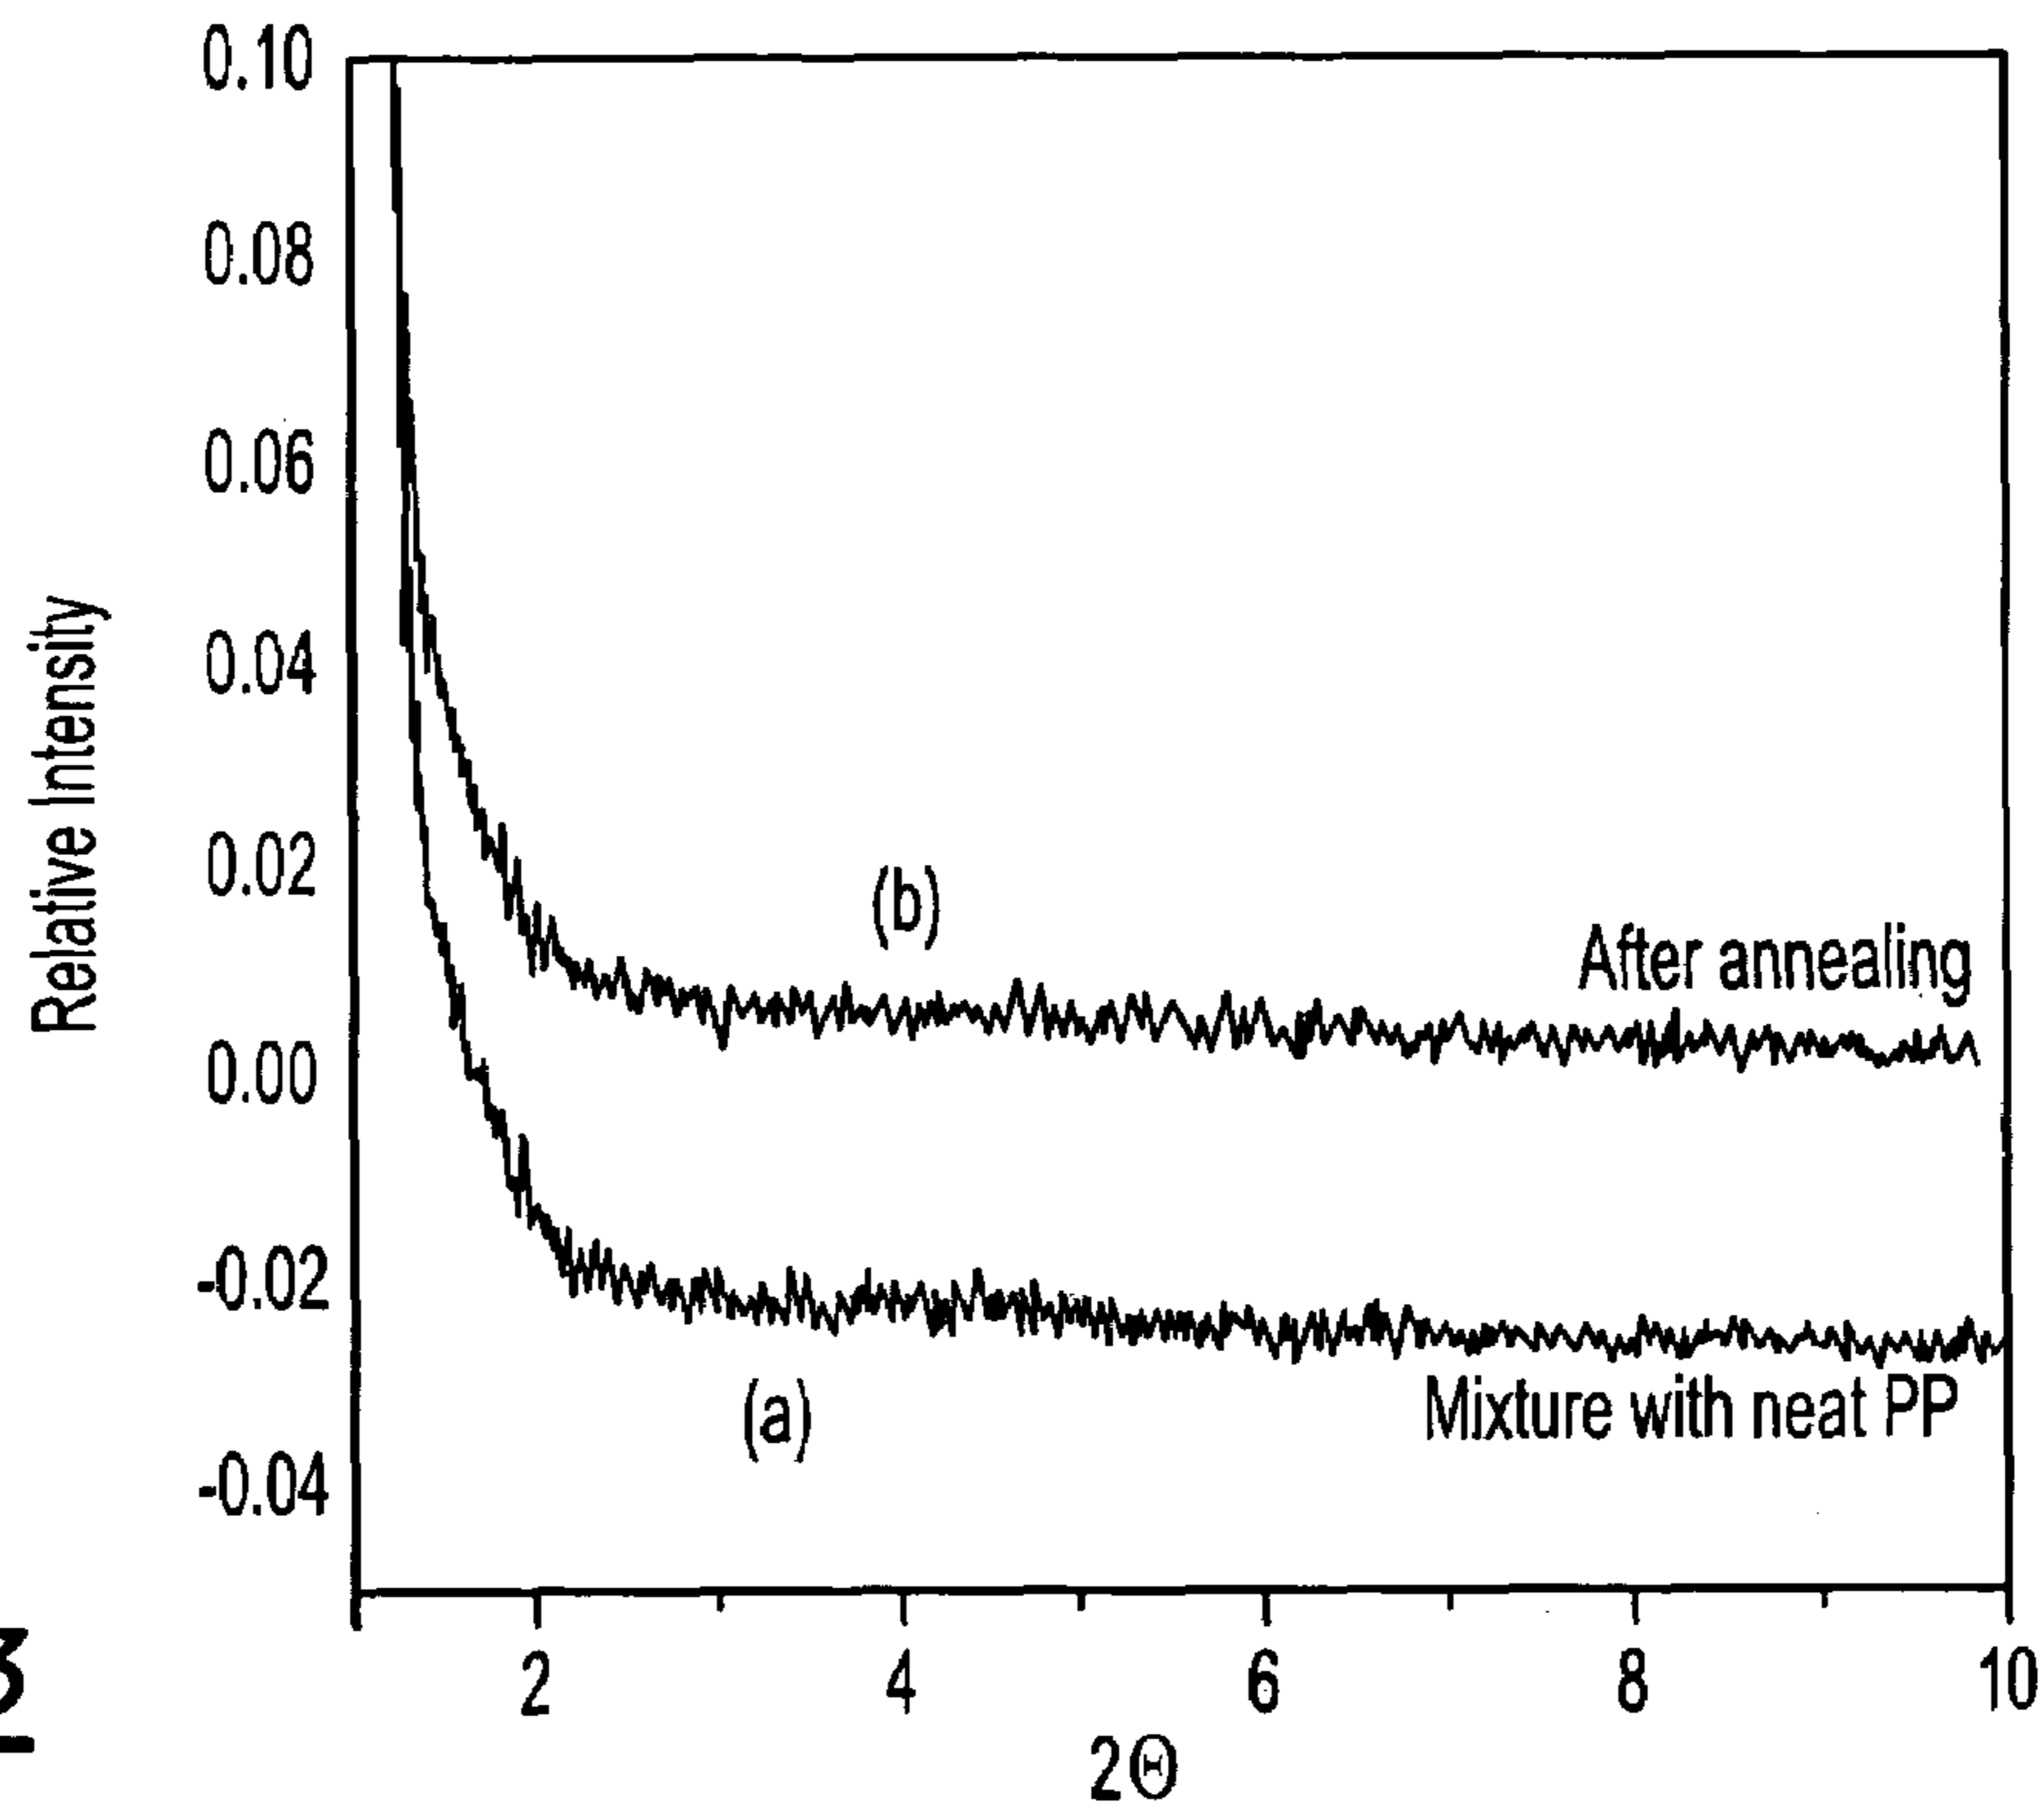 0.10
0.08
0.06
0.04
0.02
0.00
-0.02
-0.04
Relative Intensity
(b)
After annealing
(a)
Mixture with neat PP
2 4 6 8 10
2Θ
3